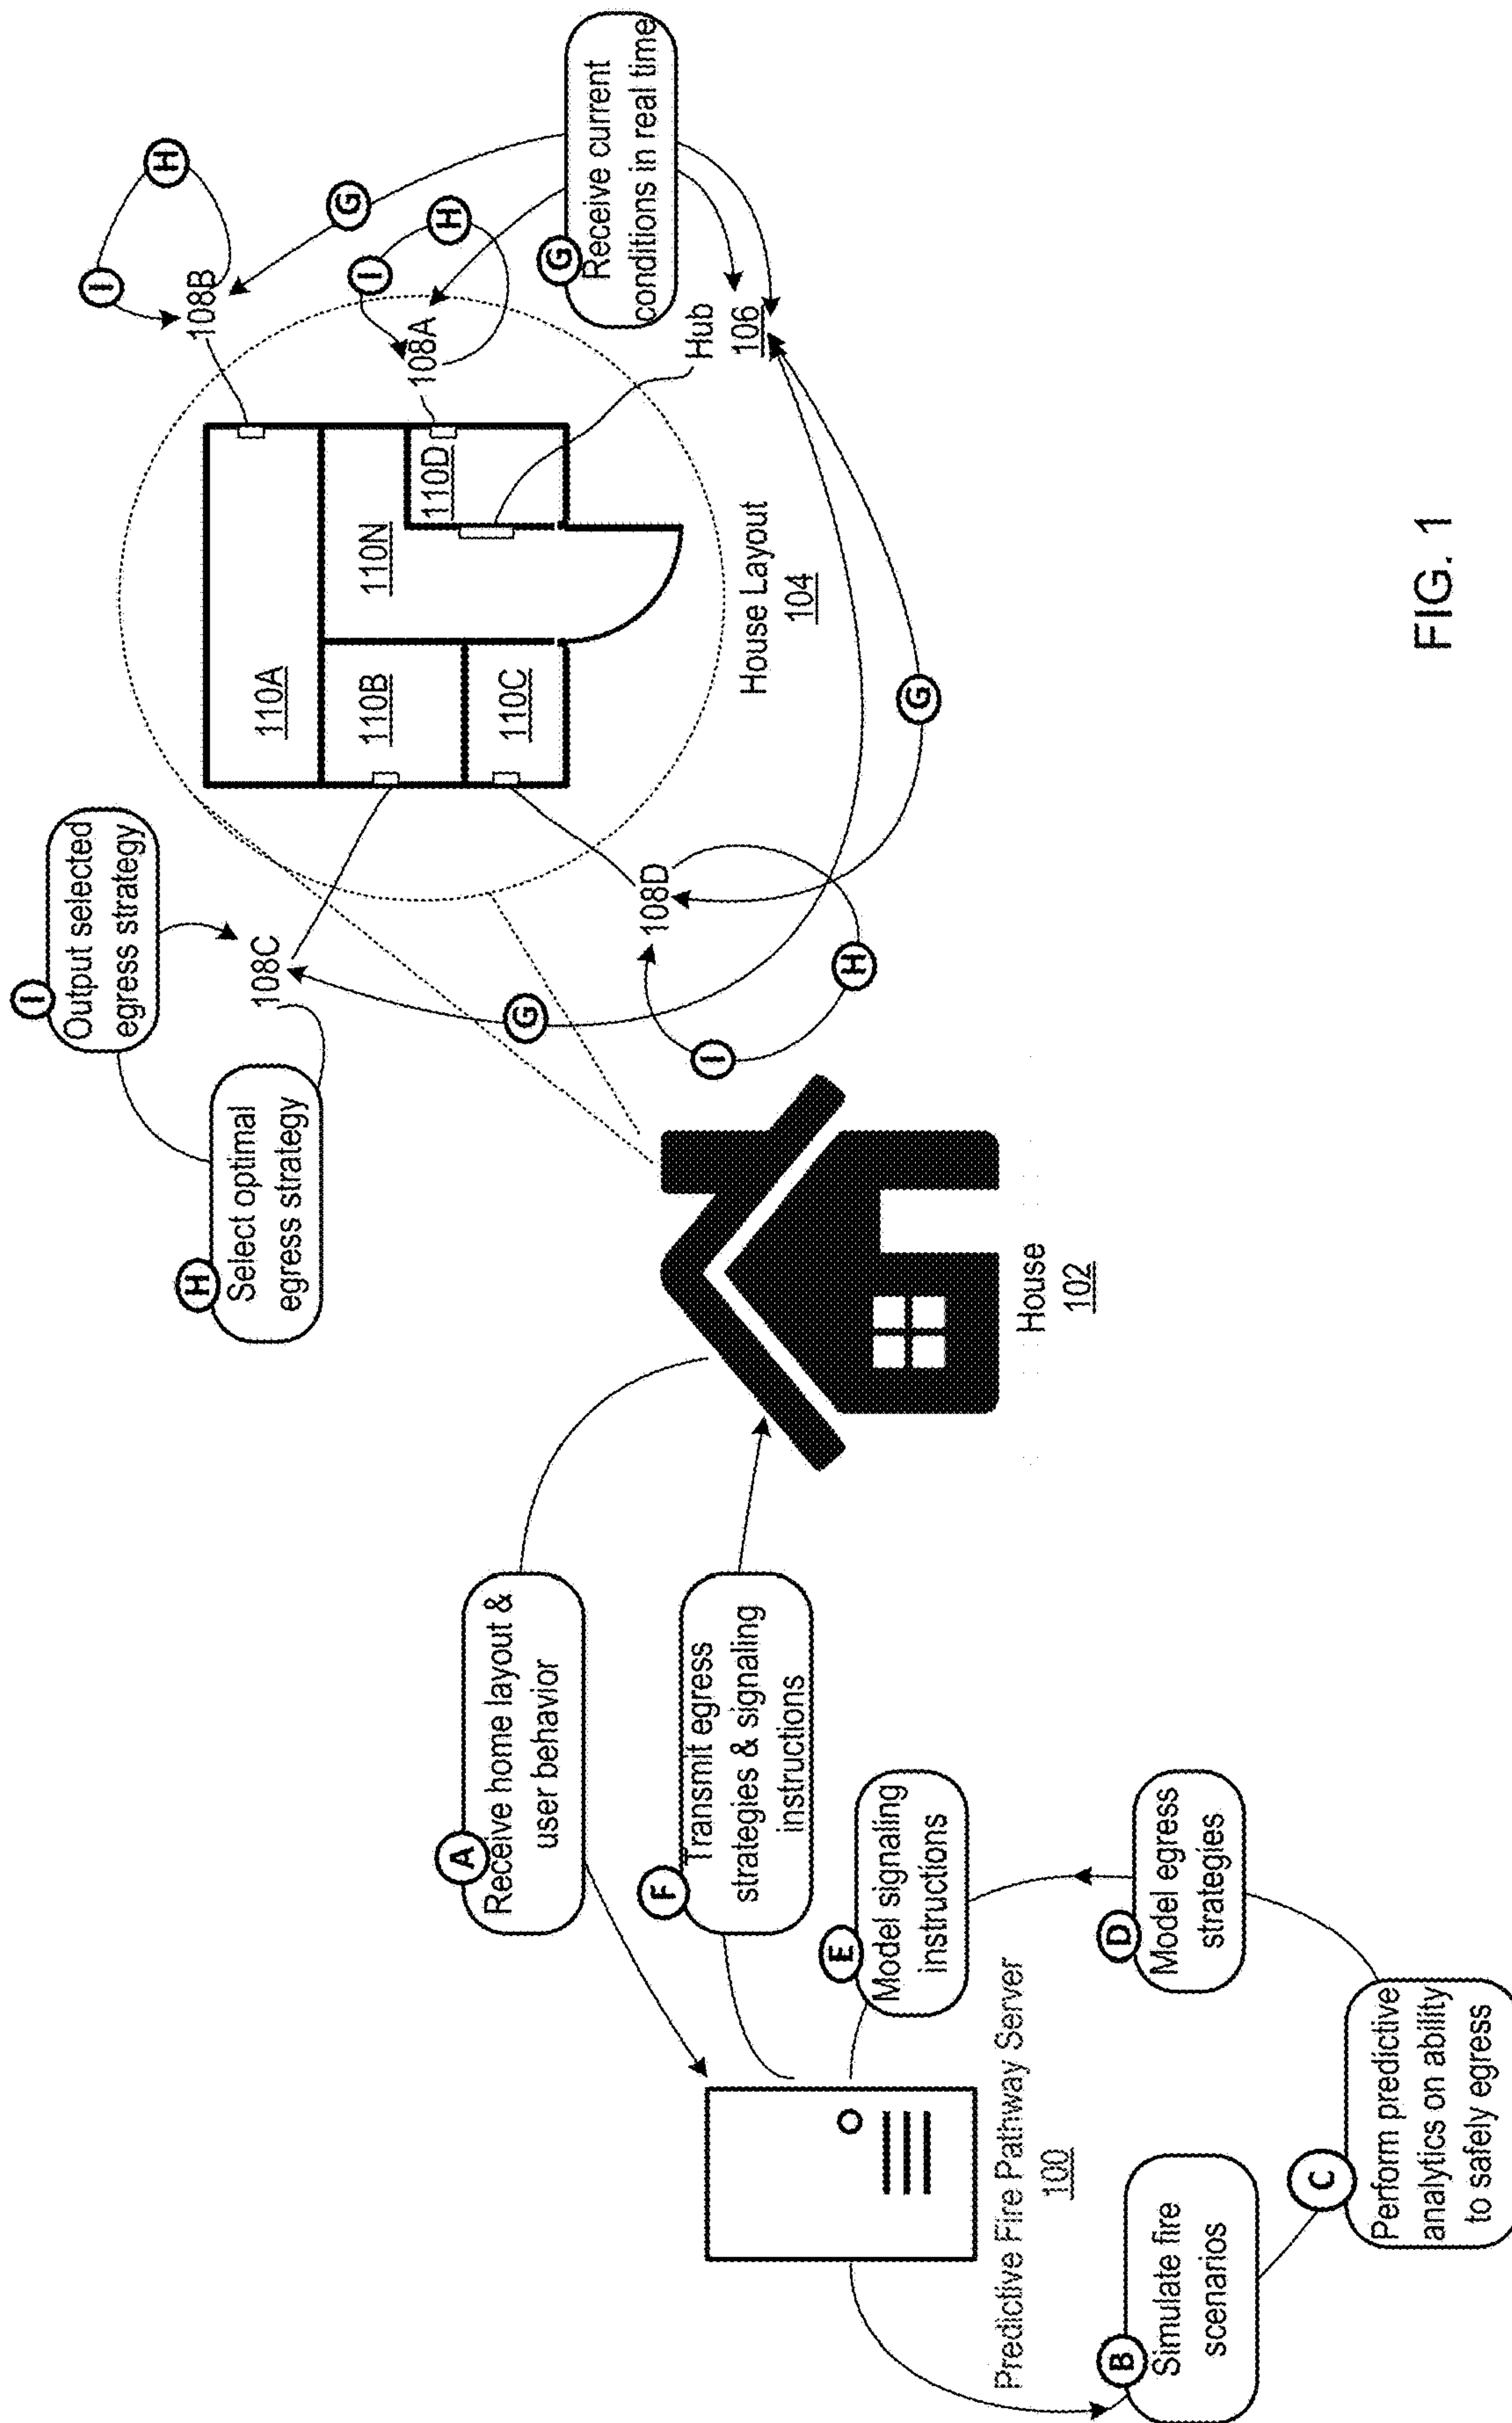 A
Receive home layout &
user behavior
F
Transmit egress
strategies & signaling
instructions
E
Model signaling
instructions
D
Model egress
strategies
C
Perform predictive
analytics on ability
to safely egress
B
Simulate fire
scenarios
Predictive Fire Pathway Server
100
House
102
H
Select optimal
egress strategy
I
Output selected
egress strategy
108C
G
I
H
108D
G
110A
110B
110C
110N
110D
House Layout
104
Hub
106
108A
I
H
108B
I
H
G
G
Receive current
conditions in real time
FIG. 1